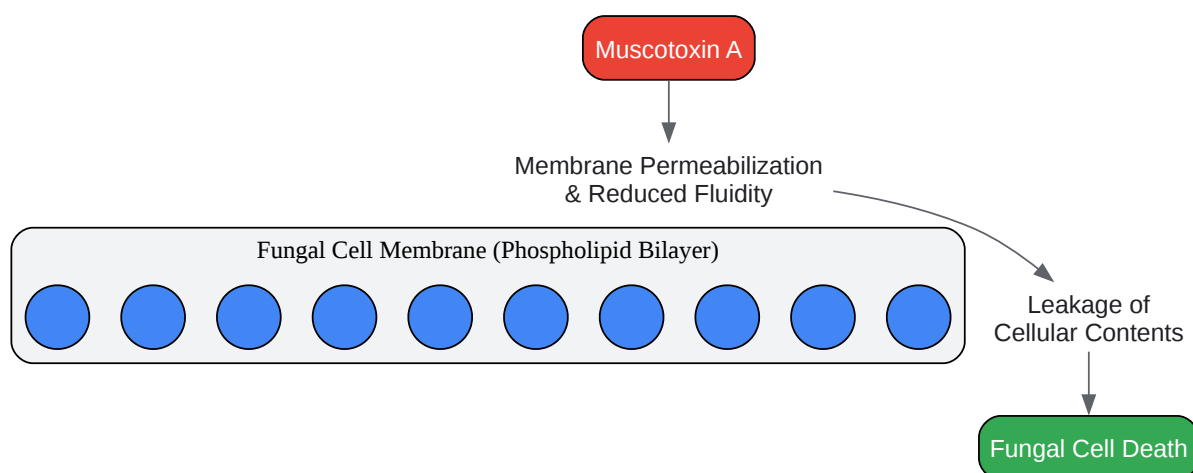 Muscotoxin A
Membrane Permeabilization
& Reduced Fluidity
Fungal Cell Membrane (Phospholipid Bilayer)
Leakage of
Cellular Contents
Fungal Cell Death